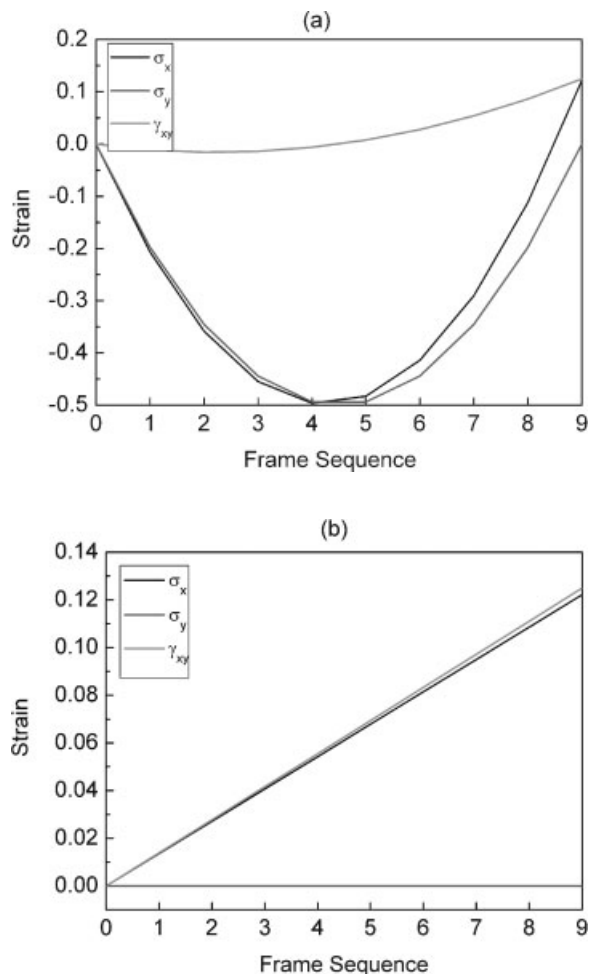 (a)
0.2
0.1
0.0
-0.1
-0.2
-0.3
-0.4
-0.5
Strain
σx
σy
γxy
0 1 2 3 4 5 6 7 8 9
Frame Sequence
(b)
0.14
0.12
0.10
0.08
0.06
0.04
0.02
0.00
Strain
σx
σy
γxy
0 1 2 3 4 5 6 7 8 9
Frame Sequence